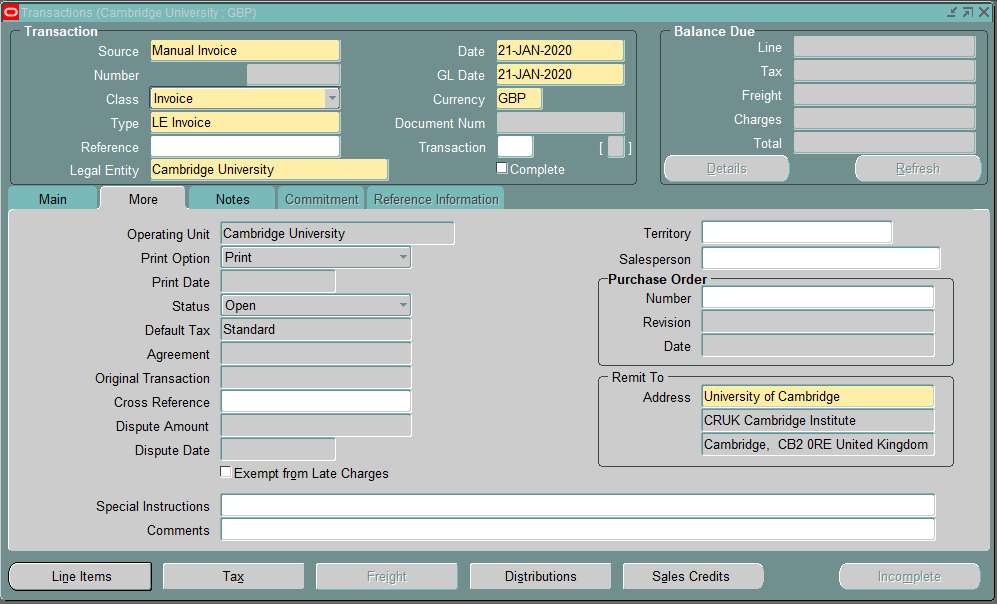 Transactions (Cambridge University : GBP)
Transaction
Source Manual Invoice
Number
Class Invoice
Type LE Invoice
Reference
Legal Entity Cambridge University
Date 21-JAN-2020
GL Date 21-JAN-2020
Currency GBP
Document Num
Transaction [ ]
Complete
Balance Due
Line
Tax
Freight
Charges
Total
Details Refresh
Main More Notes Commitment Reference Information
Operating Unit Cambridge University
Print Option Print
Print Date
Status Open
Default Tax Standard
Agreement
Original Transaction
Cross Reference
Dispute Amount
Dispute Date
Exempt from Late Charges
Territory
Salesperson
Purchase Order
Number
Revision
Date
Remit To
Address University of Cambridge
CRUK Cambridge Institute
Cambridge, CB2 0RE United Kingdom
Special Instructions
Comments
Line Items Tax Freight Distributions Sales Credits Incomplete